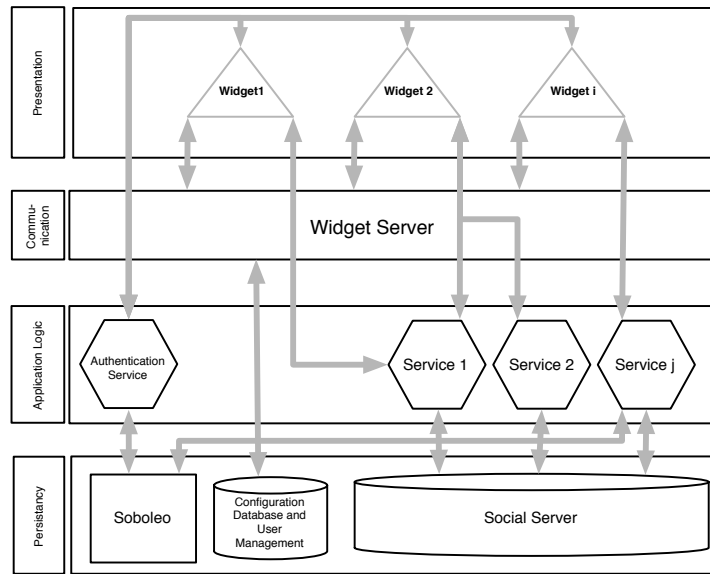 Presentation
Widget1
Widget 2
Widget i
Commu-
nication
Widget Server
Application Logic
Authentication
Service
Service 1
Service 2
Service j
Persistancy
Soboleo
Configuration
Database and
User
Management
Social Server